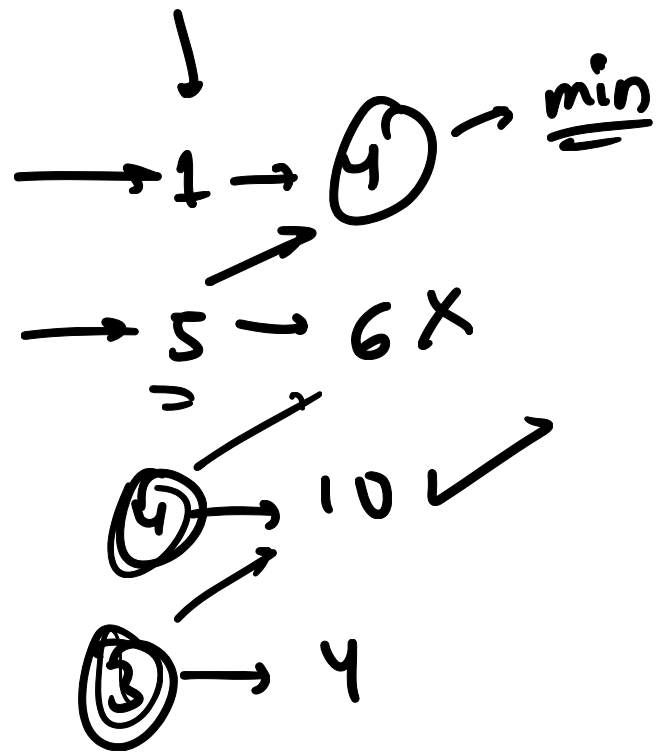 1 → 4 → min
5 → 6 X
4 → 10 ✓
3 → 4